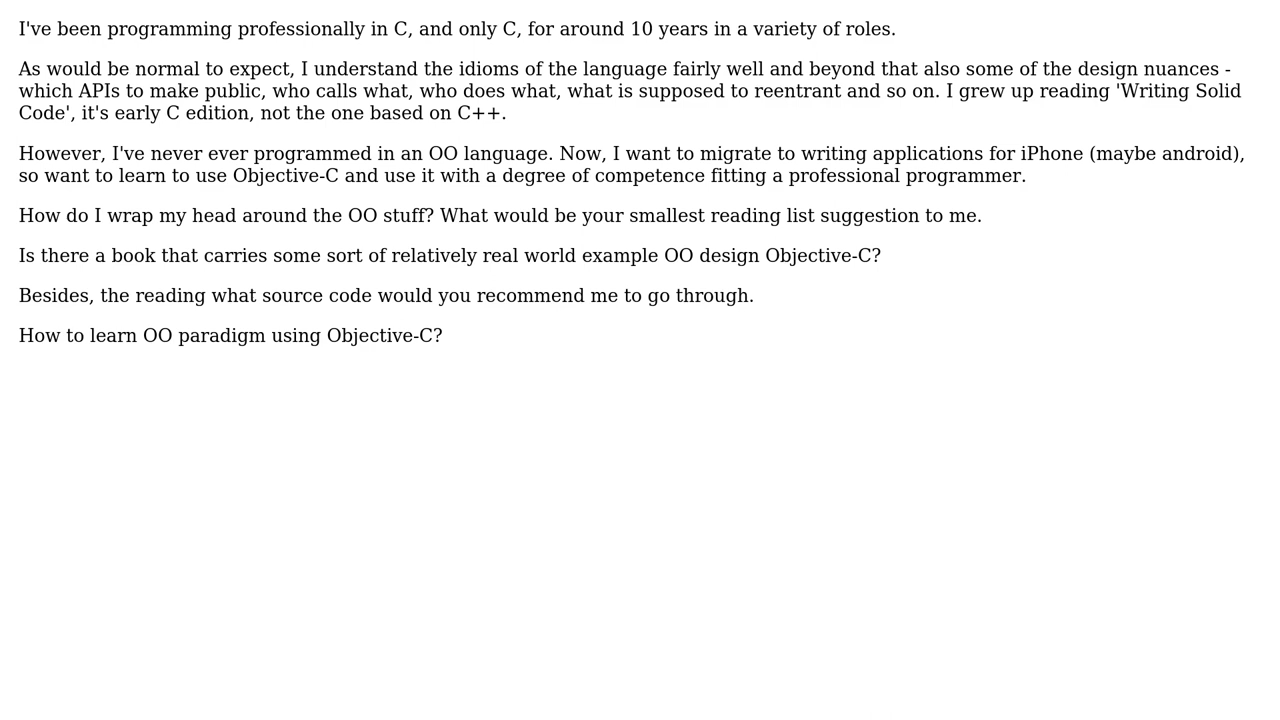 I've been programming professionally in C, and only C, for around 10 years in a variety of roles.
As would be normal to expect, I understand the idioms of the language fairly well and beyond that also some of the design nuances -
which APIs to make public, who calls what, who does what, what is supposed to reentrant and so on. I grew up reading 'Writing Solid
Code', it's early C edition, not the one based on C++.
However, I've never ever programmed in an OO language. Now, I want to migrate to writing applications for iPhone (maybe android),
so want to learn to use Objective-C and use it with a degree of competence fitting a professional programmer.
How do I wrap my head around the OO stuff? What would be your smallest reading list suggestion to me.
Is there a book that carries some sort of relatively real world example OO design Objective-C?
Besides, the reading what source code would you recommend me to go through.
How to learn OO paradigm using Objective-C?